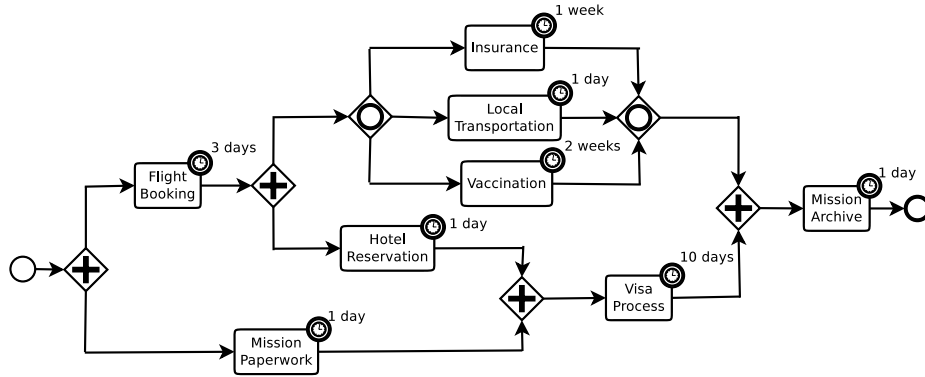 1 week
Insurance
1 day
Local
Transportation
2 weeks
Vaccination
3 days
Flight
Booking
1 day
Hotel
Reservation
1 day
Mission
Archive
10 days
Visa
Process
1 day
Mission
Paperwork